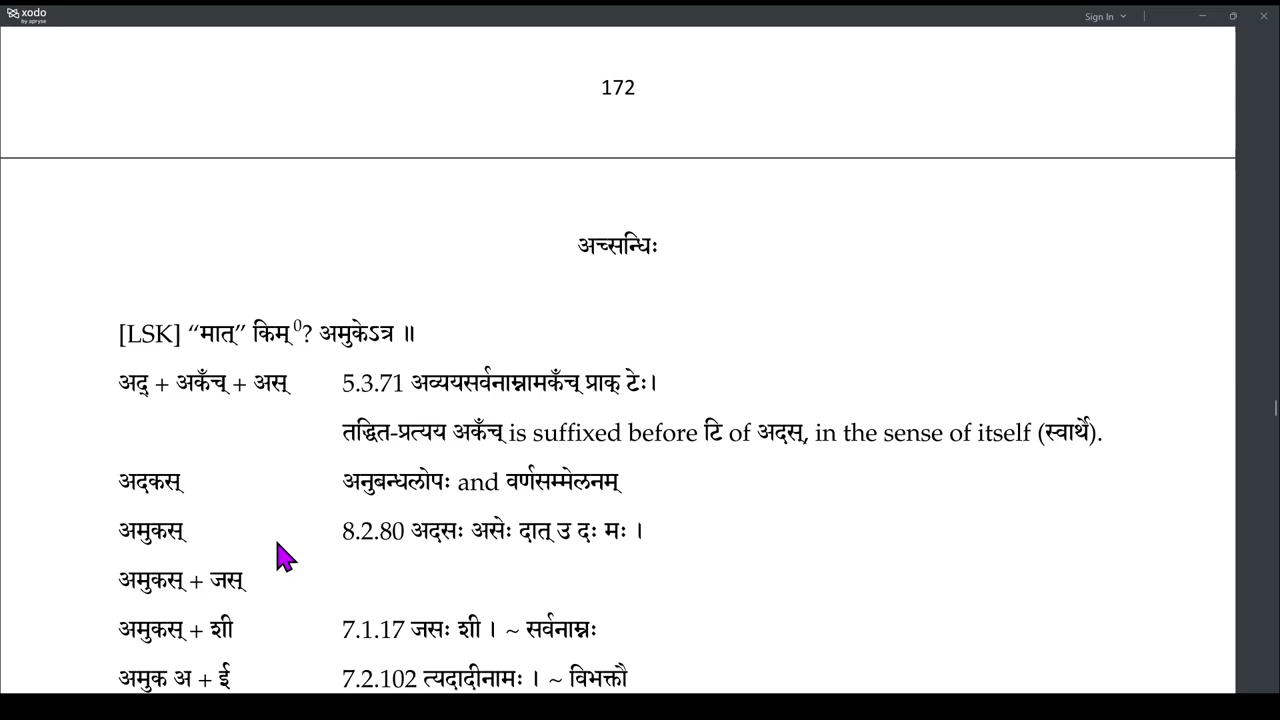 xodo
by apryse
Sign In
172
अच्सन्धिः
[LSK] “मात्” किम् 0? अमुकेऽत्र ॥
अद् + अकँच् + अस् 5.3.71 अव्ययसर्वनाम्नामकँच् प्राक् टेः।
तद्धित-प्रत्यय अकँच् is suffixed before टि of अदस्, in the sense of itself (स्वार्थे).
अदकस् अनुबन्धलोपः and वर्णसम्मेलनम्
अमुकस् 8.2.80 अदसः असेः दात् उ दः मः ।
अमुकस् + जस्
अमुकस् + शी 7.1.17 जसः शी । ~ सर्वनाम्नः
अमुक अ + ई 7.2.102 त्यदादीनामः । ~ विभक्तौ